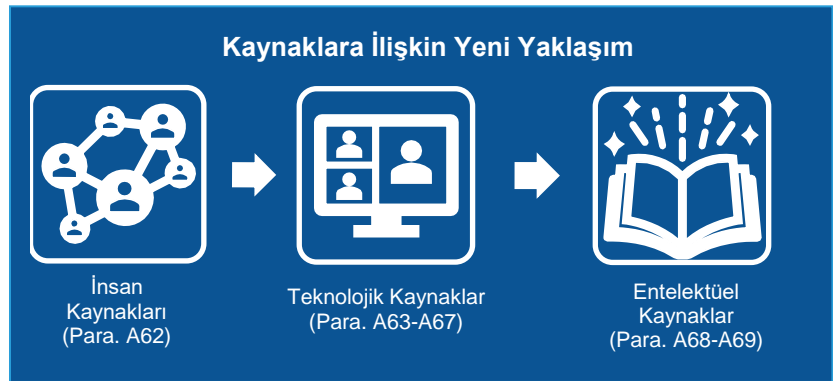 Kaynaklara İlişkin Yeni Yaklaşım
İnsan
Kaynakları
(Para. A62)
Teknolojik Kaynaklar
(Para. A63-A67)
Entelektüel
Kaynaklar
(Para. A68-A69)